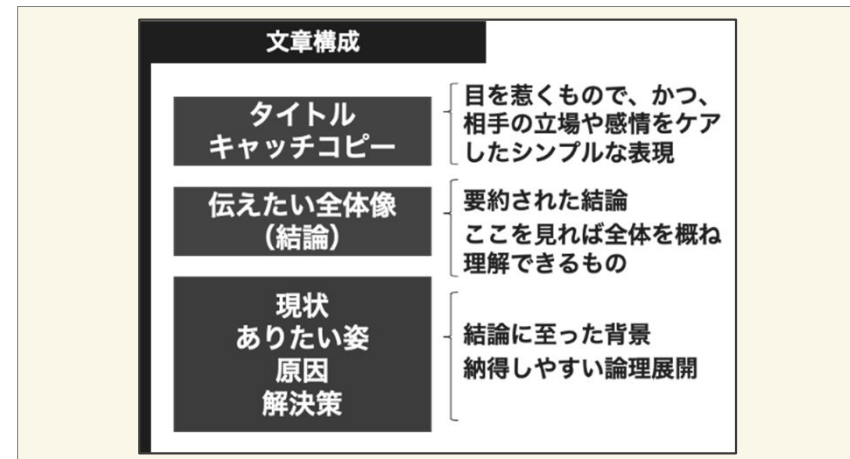 文章構成
タイトル
キャッチコピー
目を惹くもので、かつ、
相手の立場や感情をケア
したシンプルな表現
伝えたい全体像
（結論）
要約された結論
ここを見れば全体を概ね
理解できるもの
現状
ありたい姿
原因
解決策
結論に至った背景
納得しやすい論理展開